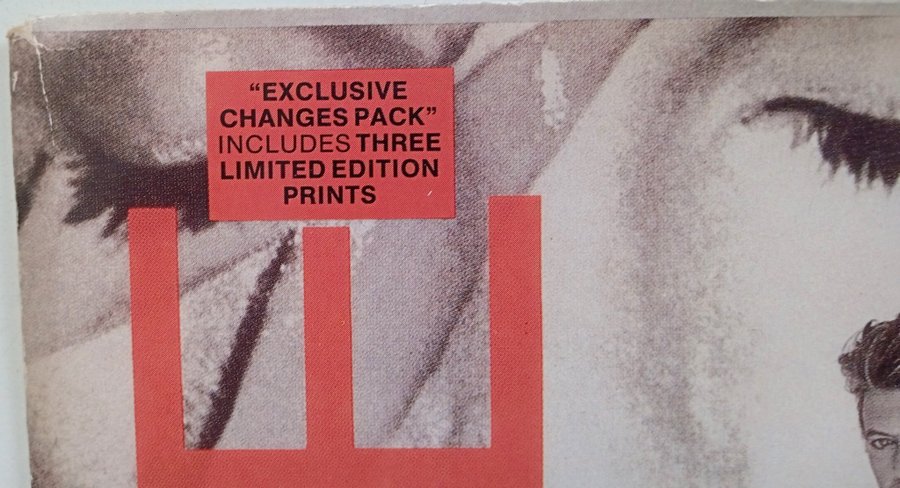 “EXCLUSIVE
CHANGES PACK”
INCLUDES THREE
LIMITED EDITION
PRINTS
E